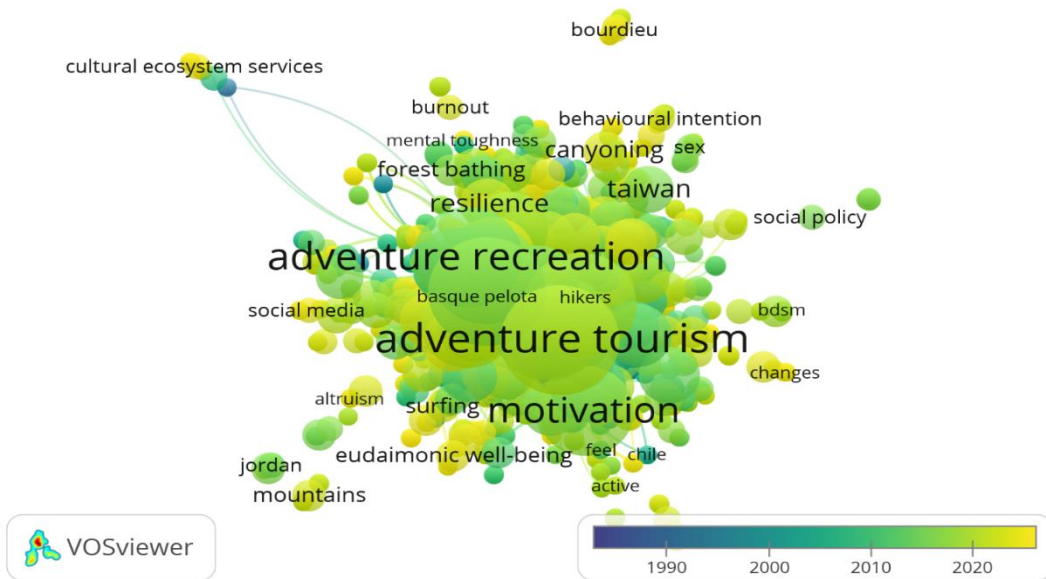 bourdieu
cultural ecosystem services
burnout
behavioural intention
mental toughness
canyoning
sex
forest bathing
taiwan
resilience
social policy
adventure recreation
basque pelota
hikers
social media
bdsm
adventure tourism
changes
altruism
surfing
motivation
eudaimonic well-being
feel
chile
jordan
active
mountains
VOSviewer
1990
2000
2010
2020